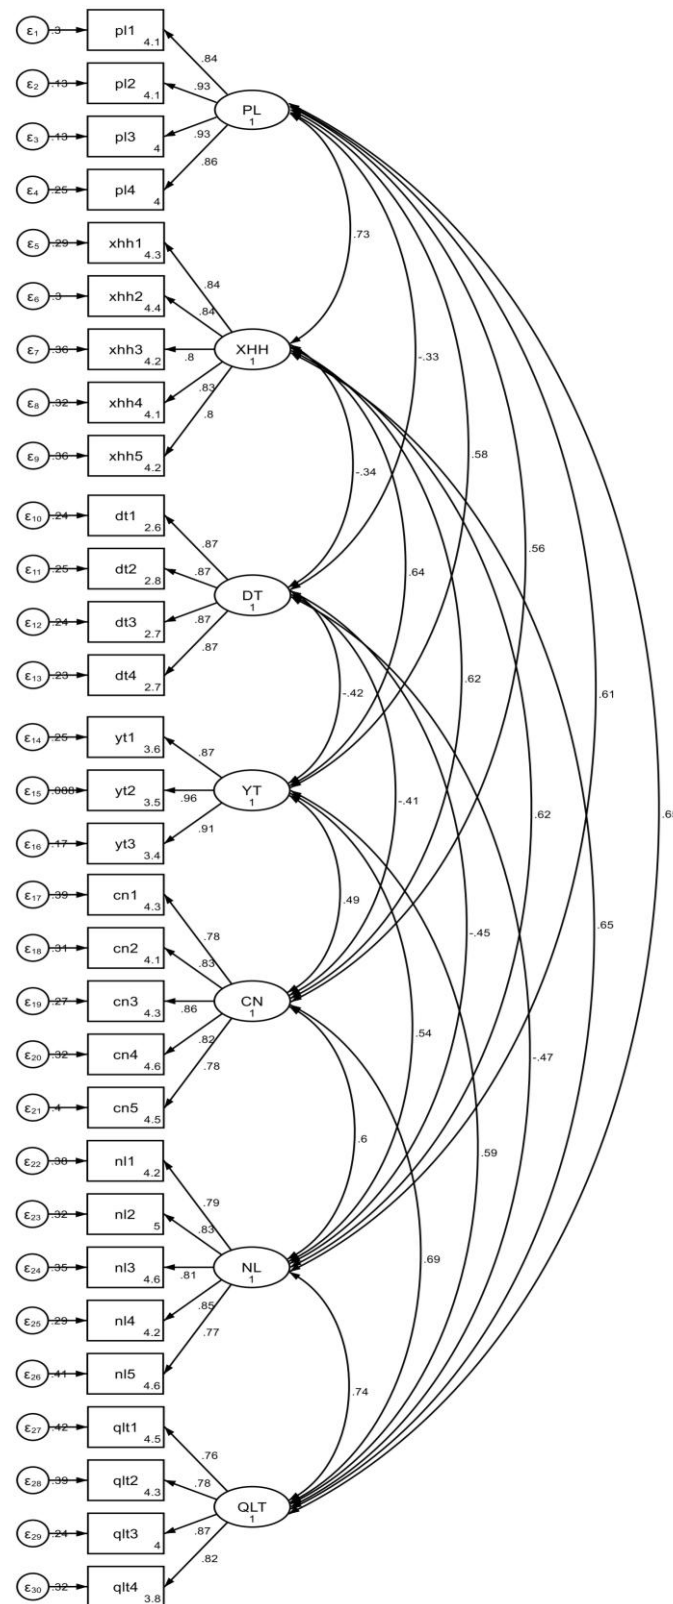 ε1 .3 pl1 4.1
.84
ε2 .13 pl2 4.1
.93
PL 1
ε3 .13 pl3 4
.93
.86
ε4 .25 pl4 4
.73
ε5 .29 xhh1 4.3
.84
ε6 .3 xhh2 4.4
.84
ε7 .36 xhh3 4.2
.8
XHH 1
-.33
.83
ε8 .32 xhh4 4.1
.8
ε9 .36 xhh5 4.2
.58
-.34
ε10 .24 dt1 2.6
.87
.56
ε11 .25 dt2 2.8
.87
.64
DT 1
ε12 .24 dt3 2.7
.87
.87
ε13 .23 dt4 2.7
-.42
.62
.61
ε14 .25 yt1 3.6
.87
ε15 .088 yt2 3.5
.96
YT 1
-.41
.62
ε16 .17 yt3 3.4
.91
ε17 .39 cn1 4.3
.49
.78
-.45
.65
ε18 .31 cn2 4.1
.83
ε19 .27 cn3 4.3
.86
CN 1
.54
ε20 .32 cn4 4.6
.82
.78
-.47
ε21 .4 cn5 4.5
.6
.59
ε22 .38 nl1 4.2
.79
ε23 .32 nl2 5
.83
ε24 .35 nl3 4.6
.81
NL 1
.69
ε25 .29 nl4 4.2
.85
.77
ε26 .41 nl5 4.6
.74
ε27 .42 qlt1 4.5
.76
ε28 .39 qlt2 4.3
.78
QLT 1
ε29 .24 qlt3 4
.87
.82
ε30 .32 qlt4 3.8